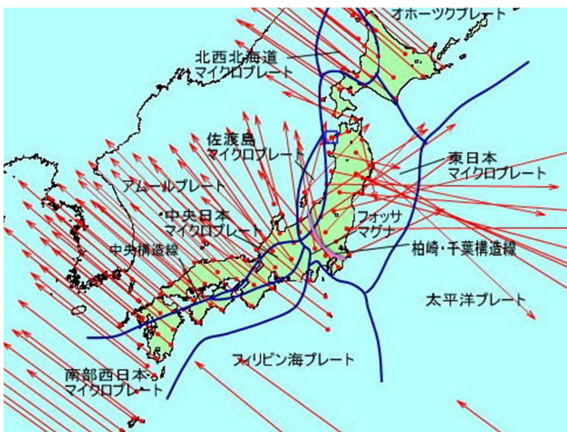 オホーツクプレート
北西北海道
マイクロプレート
佐渡島
マイクロプレート
東日本
マイクロプレート
アムールプレート
中央日本
マイクロプレート
フォッサ
マグナ
中央構造線
柏崎・千葉構造線
太平洋プレート
フィリピン海プレート
南部西日本
マイクロプレート